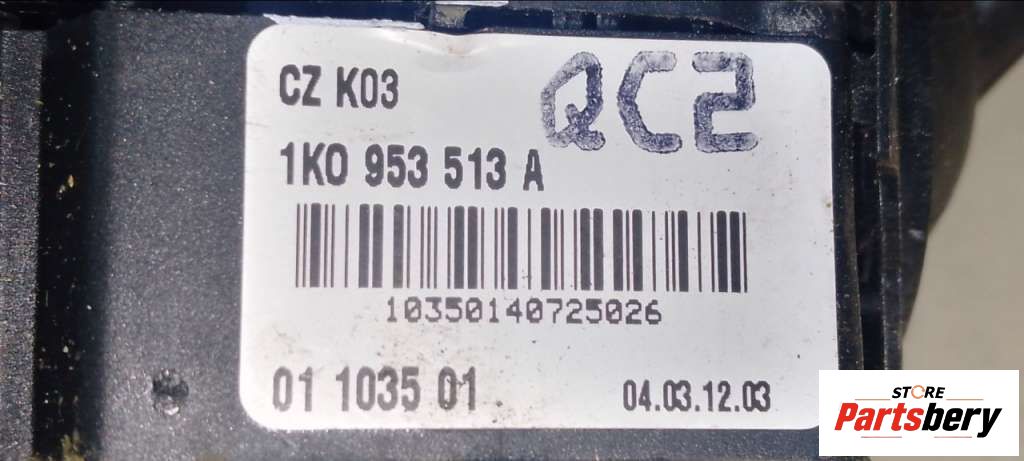 CZ K03
QC2
1K0 953 513 A
10350140725026
01 1035 01
04.03.12.03
STORE
Partsbery